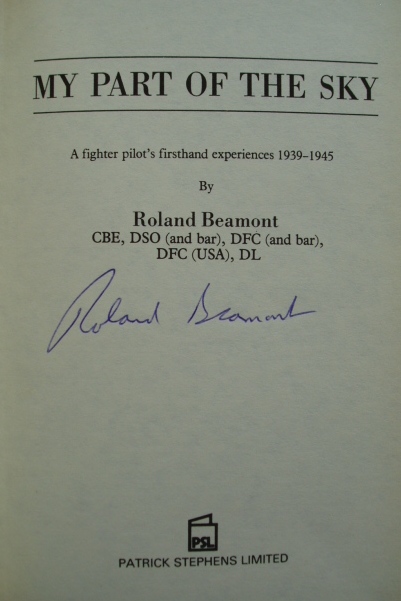 MY PART OF THE SKY
A fighter pilot's firsthand experiences 1939–1945
By
Roland Beamont
CBE, DSO (and bar), DFC (and bar),
DFC (USA), DL
Roland Beamont
PSL
PATRICK STEPHENS LIMITED